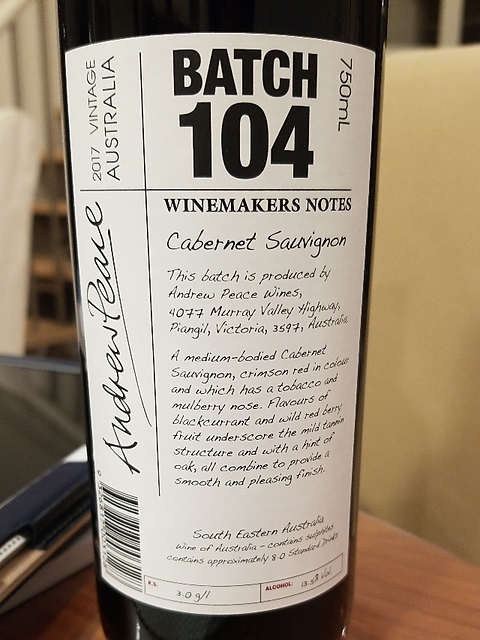 2017 VINTAGE
AUSTRALIA
750mL
BATCH
104
WINEMAKERS NOTES
Andrew Peace
Cabernet Sauvignon
This batch is produced by
Andrew Peace Wines,
4077 Murray Valley Highway,
Piangil, Victoria, 3597, Australia.
A medium-bodied Cabernet
Sauvignon, crimson red in colour
and which has a tobacco and
mulberry nose. Flavours of
blackcurrant and wild red berry
fruit underscore the mild tannin
structure and with a hint of
oak, all combine to provide a
smooth and pleasing finish.
South Eastern Australia
Wine of Australia - contains sulphites
contains approximately 8.0 Standard Drinks
R.S: 3.0 g/l
ALCOHOL: 13.5% Vol.